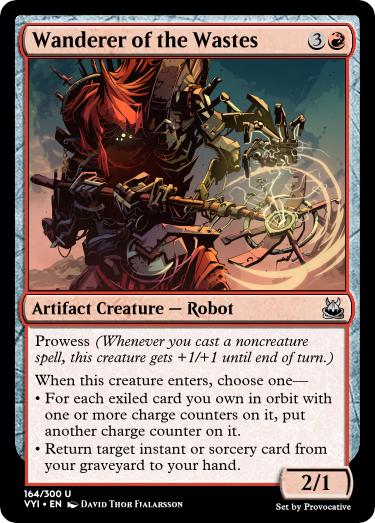 Wanderer of the Wastes 3
Artifact Creature — Robot
Prowess (Whenever you cast a noncreature
spell, this creature gets +1/+1 until end of turn.)
When this creature enters, choose one—
• For each exiled card you own in orbit with
one or more charge counters on it, put
another charge counter on it.
• Return target instant or sorcery card from
your graveyard to your hand.
2/1
164/300 U
VYI • EN David Thor Fjalarsson
Set by Provocative